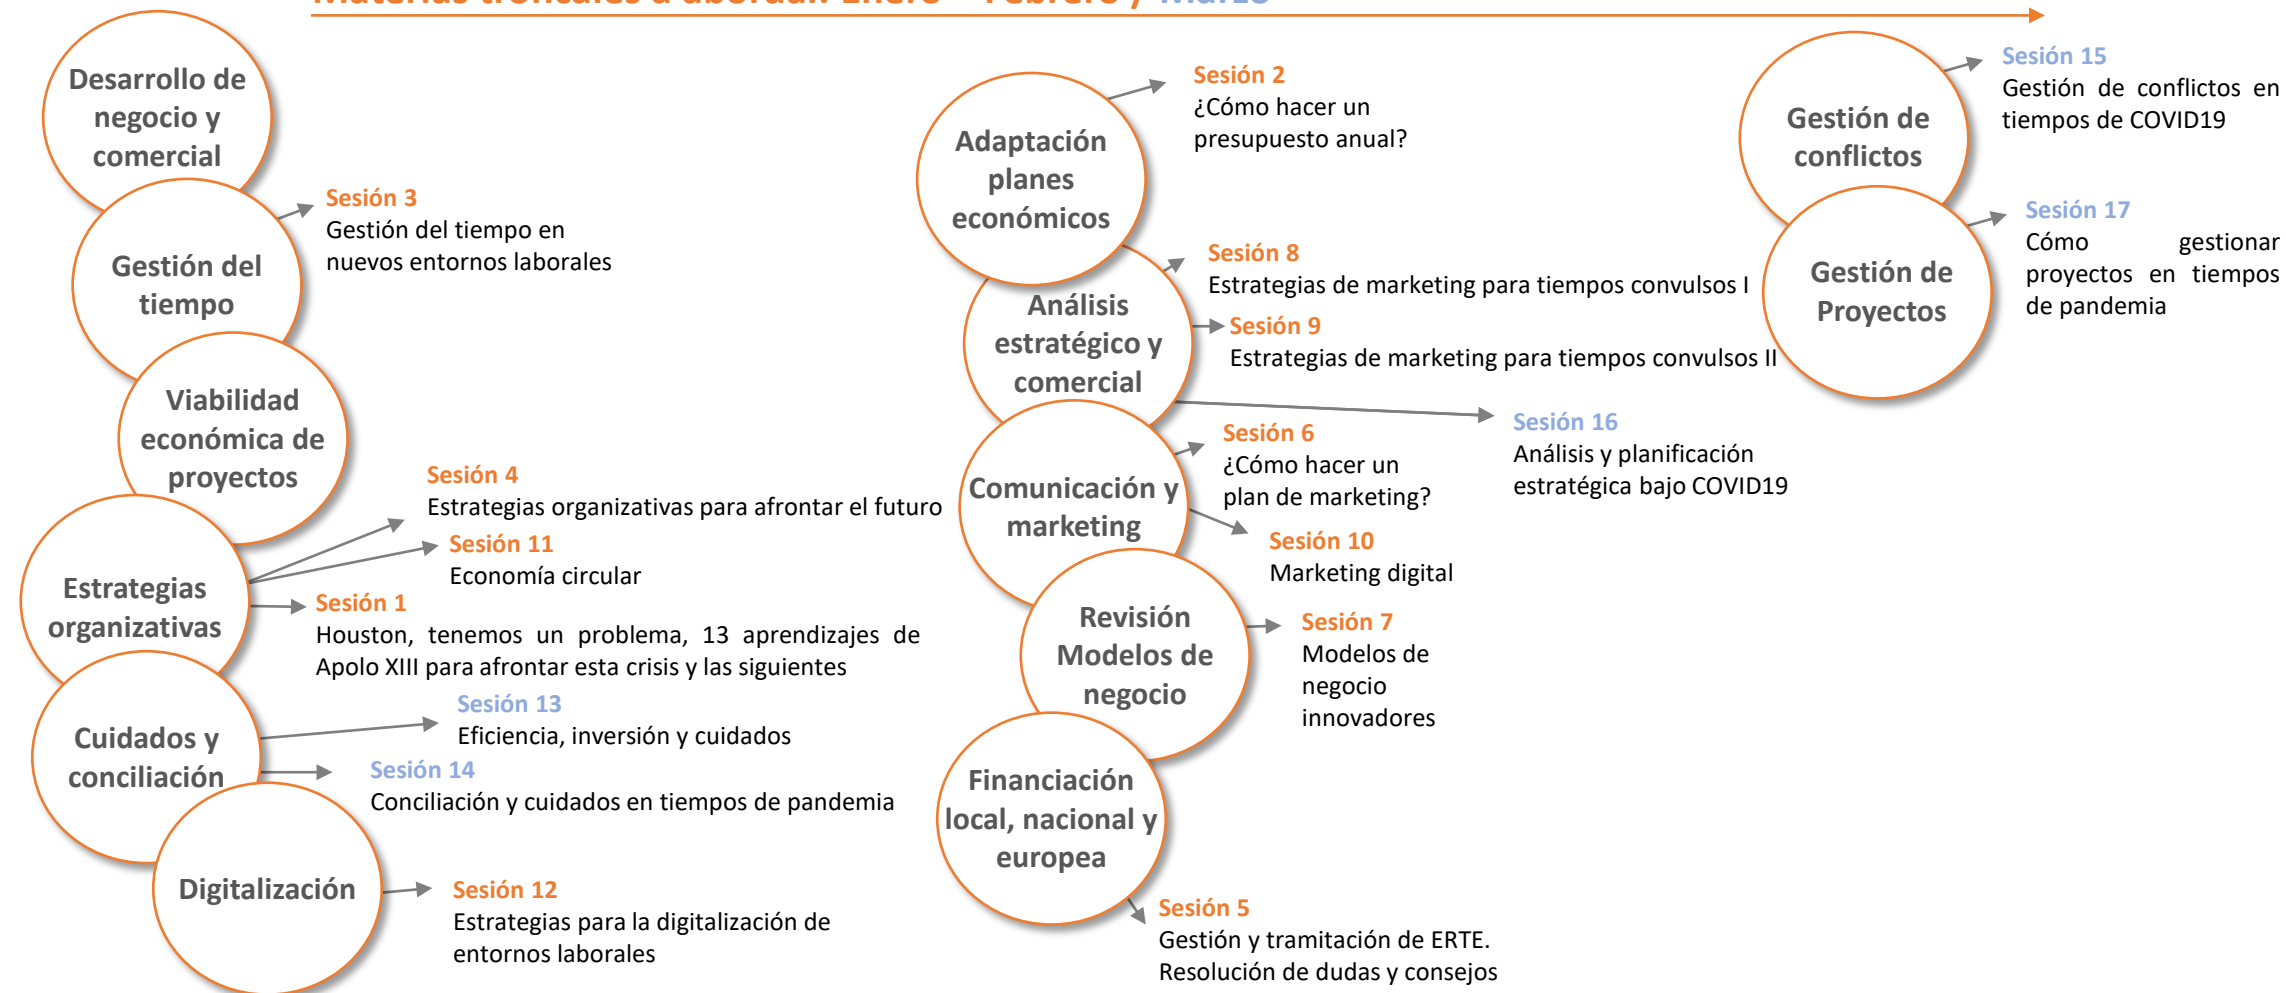 Materias troncales a abordar: Enero – Febrero / Marzo
Desarrollo de
negocio y
comercial
Gestión del
tiempo
Sesión 3
Gestión del tiempo en
nuevos entornos laborales
Viabilidad
económica de
proyectos
Estrategias
organizativas
Sesión 4
Estrategias organizativas para afrontar el futuro
Sesión 11
Economía circular
Sesión 1
Houston, tenemos un problema, 13 aprendizajes de
Apolo XIII para afrontar esta crisis y las siguientes
Cuidados y
conciliación
Sesión 13
Eficiencia, inversión y cuidados
Sesión 14
Conciliación y cuidados en tiempos de pandemia
Digitalización
Sesión 12
Estrategias para la digitalización de
entornos laborales
Adaptación
planes
económicos
Sesión 2
¿Cómo hacer un
presupuesto anual?
Análisis
estratégico y
comercial
Sesión 8
Estrategias de marketing para tiempos convulsos I
Sesión 9
Estrategias de marketing para tiempos convulsos II
Sesión 16
Análisis y planificación
estratégica bajo COVID19
Comunicación y
marketing
Sesión 6
¿Cómo hacer un
plan de marketing?
Sesión 10
Marketing digital
Revisión
Modelos de
negocio
Sesión 7
Modelos de
negocio
innovadores
Financiación
local, nacional y
europea
Sesión 5
Gestión y tramitación de ERTE.
Resolución de dudas y consejos
Gestión de
conflictos
Sesión 15
Gestión de conflictos en
tiempos de COVID19
Gestión de
Proyectos
Sesión 17
Cómo gestionar
proyectos en tiempos
de pandemia